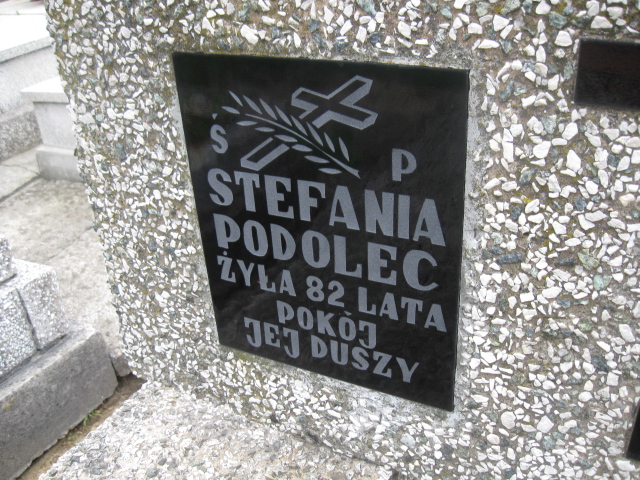 Ś P
STEFANIA
PODOLEC
ŻYŁA 82 LATA
POKÓJ
JEJ DUSZY